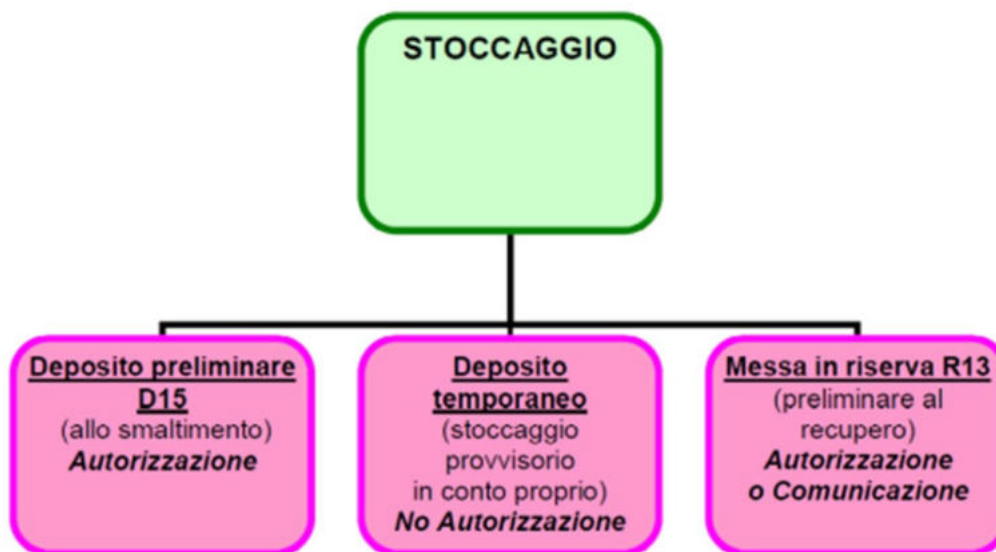 STOCCAGGIO
Deposito preliminare
D15
(allo smaltimento)
Autorizzazione
Deposito
temporaneo
(stoccaggio
provvisorio
in conto proprio)
No Autorizzazione
Messa in riserva R13
(preliminare al
recupero)
Autorizzazione
o Comunicazione